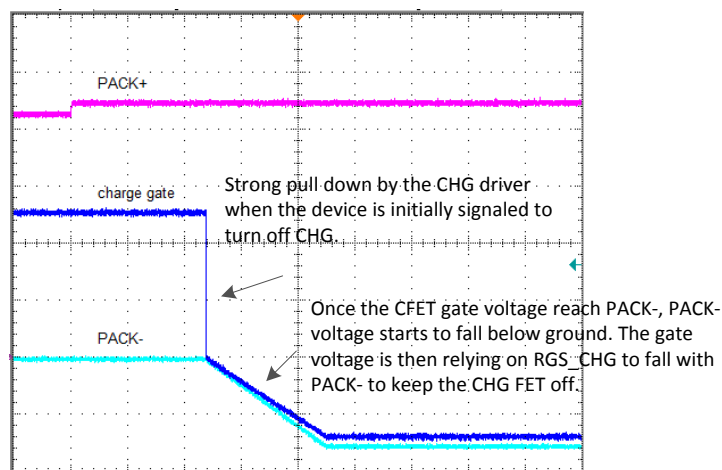 PACK+
charge gate
Strong pull down by the CHG driver
when the device is initially signaled to
turn off CHG.
PACK-
Once the CFET gate voltage reach PACK-, PACK-
voltage starts to fall below ground. The gate
voltage is then relying on RGS_CHG to fall with
PACK- to keep the CHG FET off.